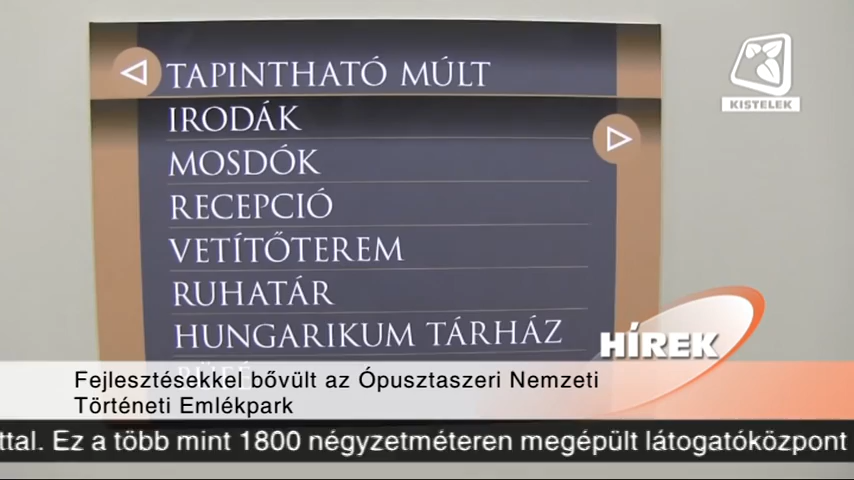 TAPINTHATÓ MÚLT
IRODÁK
MOSDÓK
RECEPCIÓ
VETÍTŐTEREM
RUHATÁR
HUNGARIKUM TÁRHÁZ
KISTELEK
HÍREK
Fejlesztésekkel bővült az Ópusztaszeri Nemzeti
Történeti Emlékpark
ttal. Ez a több mint 1800 négyzetméteren megépült látogatóközpont